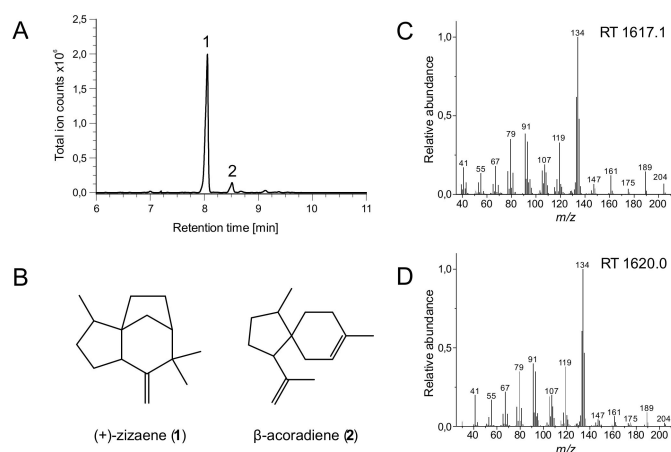 A
Total ion counts x10⁶
2,5
2,0
1,5
1,0
0,5
0,0
1
2
6 7 8 9 10 11
Retention time [min]
B
(+)-zizaene (1)
β-acoradiene (2)
C
RT 1617.1
Relative abundance
1,0
0,5
0,0
41 55 67 79 91 107 119 134 147 161 175 189 204
40 60 80 100 120 140 160 180 200
m/z
D
RT 1620.0
Relative abundance
1,0
0,5
0,0
41 55 67 79 91 107 119 134 147 161 175 189 204
40 60 80 100 120 140 160 180 200
m/z